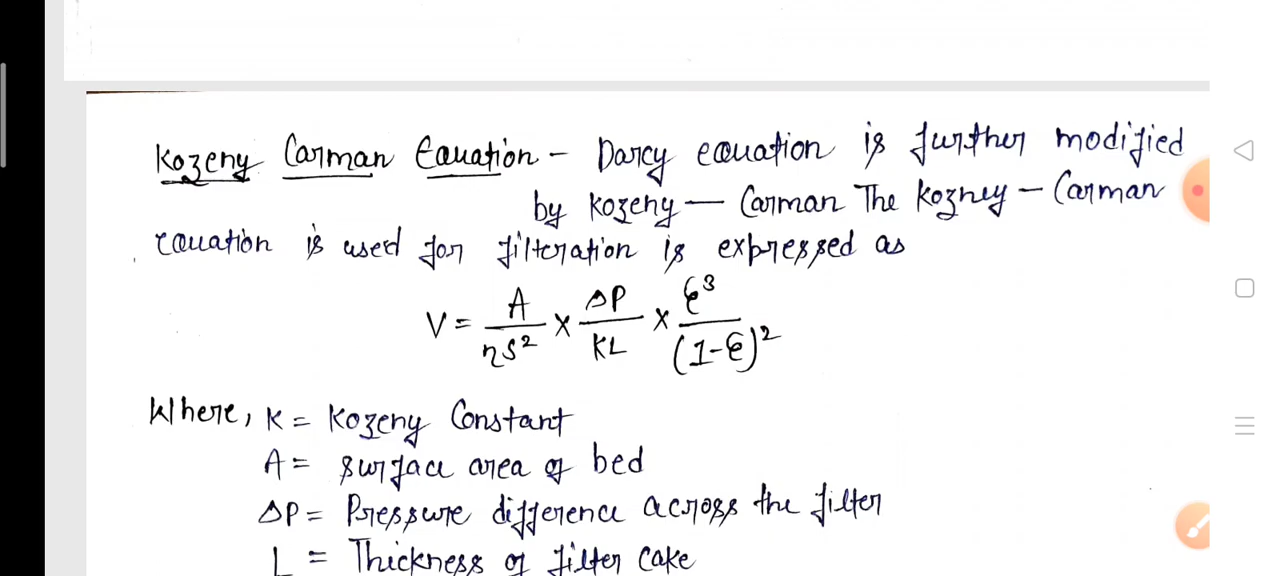 Kozeny Carman Equation - Darcy equation is further modified
by Kozeny - Carman The Kozney - Carman
equation is used for filteration is expressed as
V = A/ηS² × ΔP/KL × ε³/(1-ε)²
Where, K = Kozeny Constant
A = surface area of bed
ΔP = Pressure difference across the filter
L = Thickness of filter cake